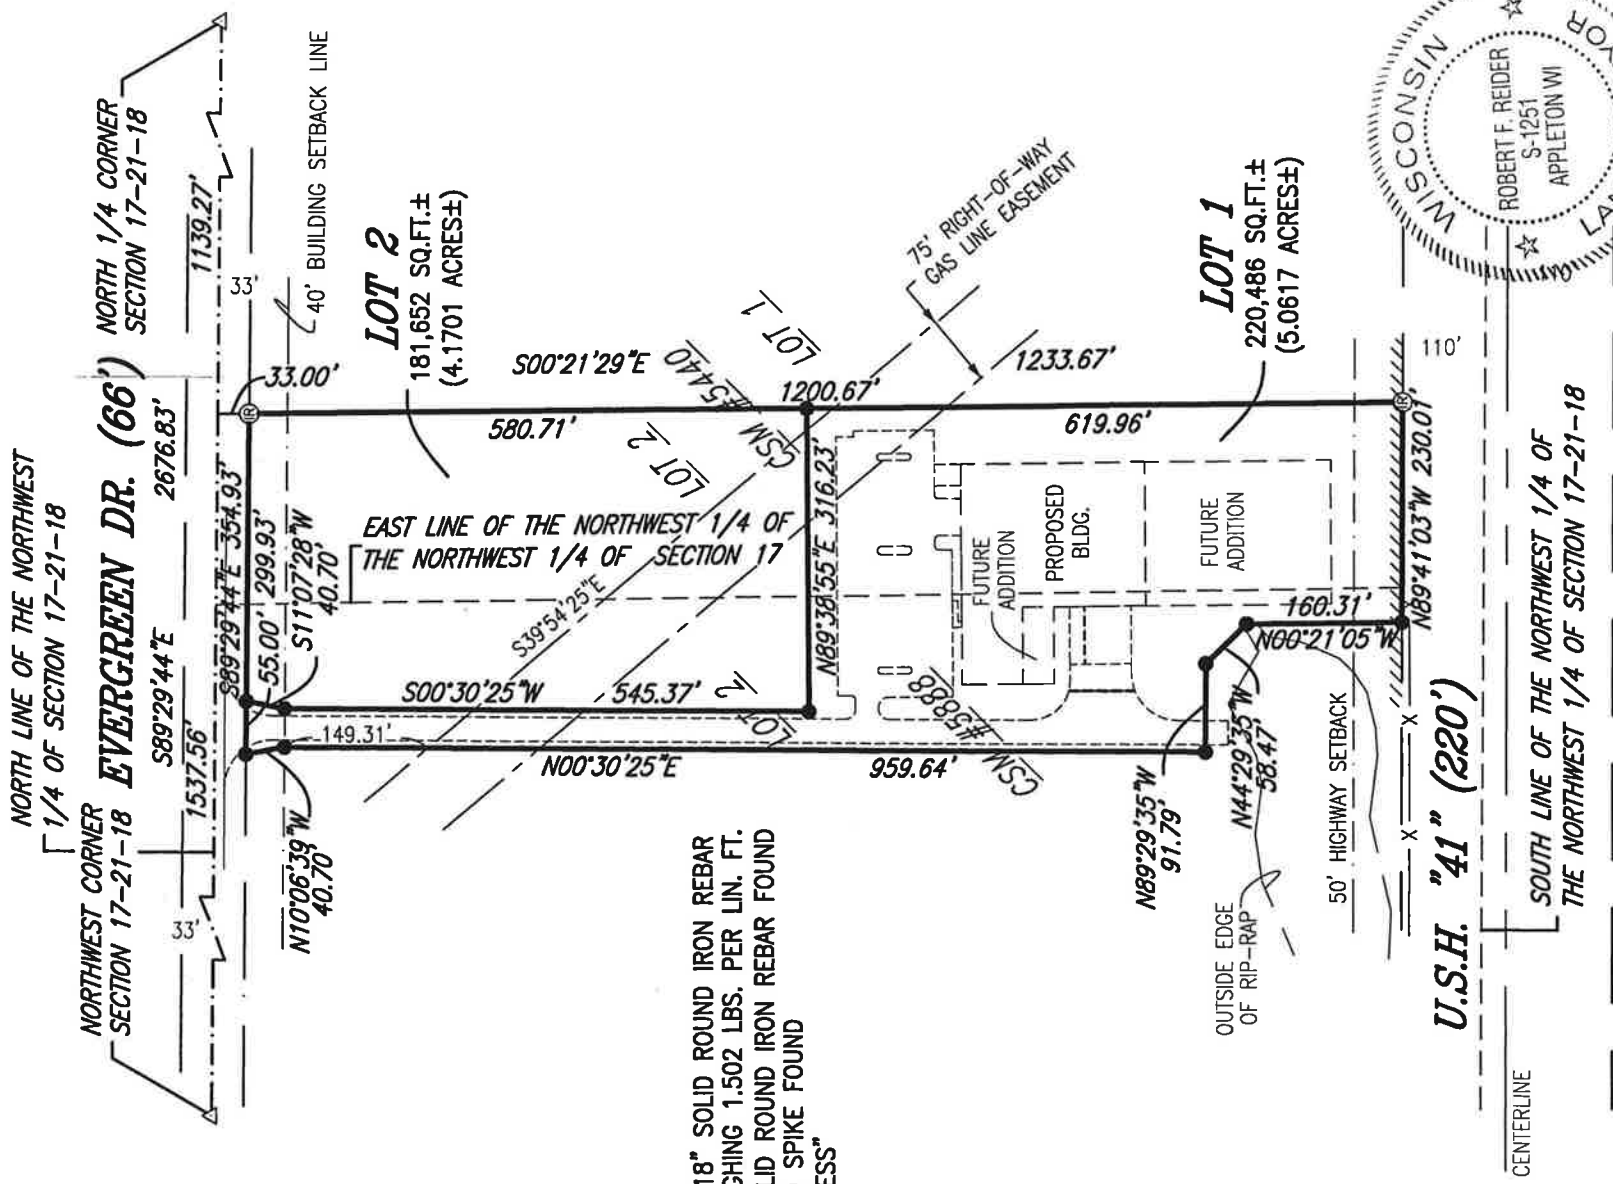 NORTH LINE OF THE NORTHWEST
1/4 OF SECTION 17-21-18
NORTHWEST CORNER
SECTION 17-21-18
EVERGREEN DR. (66')
NORTH 1/4 CORNER
SECTION 17-21-18
1537.56'
S89°29'44"E
2676.83'
1139.27'
33'
33'
33.00'
40' BUILDING SETBACK LINE
S89°29'44"E 354.93'
55.00'
299.93'
S11°07'28"W
40.70'
N10°06'39"W
40.70'
149.31'
LOT 2
181,652 SQ.FT.±
(4.1701 ACRES±)
S00°21'29"E
1200.67'
1233.67'
580.71'
619.96'
EAST LINE OF THE NORTHWEST 1/4 OF
THE NORTHWEST 1/4 OF SECTION 17
S39°54'25"E
LOT 2
CSM #5440
LOT 1
75' RIGHT-OF-WAY
GAS LINE EASEMENT
S00°30'25"W
545.37'
N89°38'55"E 316.23'
LOT 2
CSM #5888
N00°30'25"E
959.64'
LOT 1
220,486 SQ.FT.±
(5.0617 ACRES±)
FUTURE
ADDITION
PROPOSED
BLDG.
FUTURE
ADDITION
160.31'
N00°21'05"W
N44°29'35"W
58.47'
N89°29'35"W
91.79'
N89°41'03"W 230.01'
110'
OUTSIDE EDGE
OF RIP-RAP
50' HIGHWAY SETBACK
X
X
U.S.H. "41" (220')
CENTERLINE
SOUTH LINE OF THE NORTHWEST 1/4 OF
THE NORTHWEST 1/4 OF SECTION 17-21-18
18" SOLID ROUND IRON REBAR
GHING 1.502 LBS. PER LIN. FT.
LID ROUND IRON REBAR FOUND
SPIKE FOUND
ESS"
WISCONSIN
ROBERT F. REIDER
S-1251
APPLETON WI
LAN
YOR
IR
IR